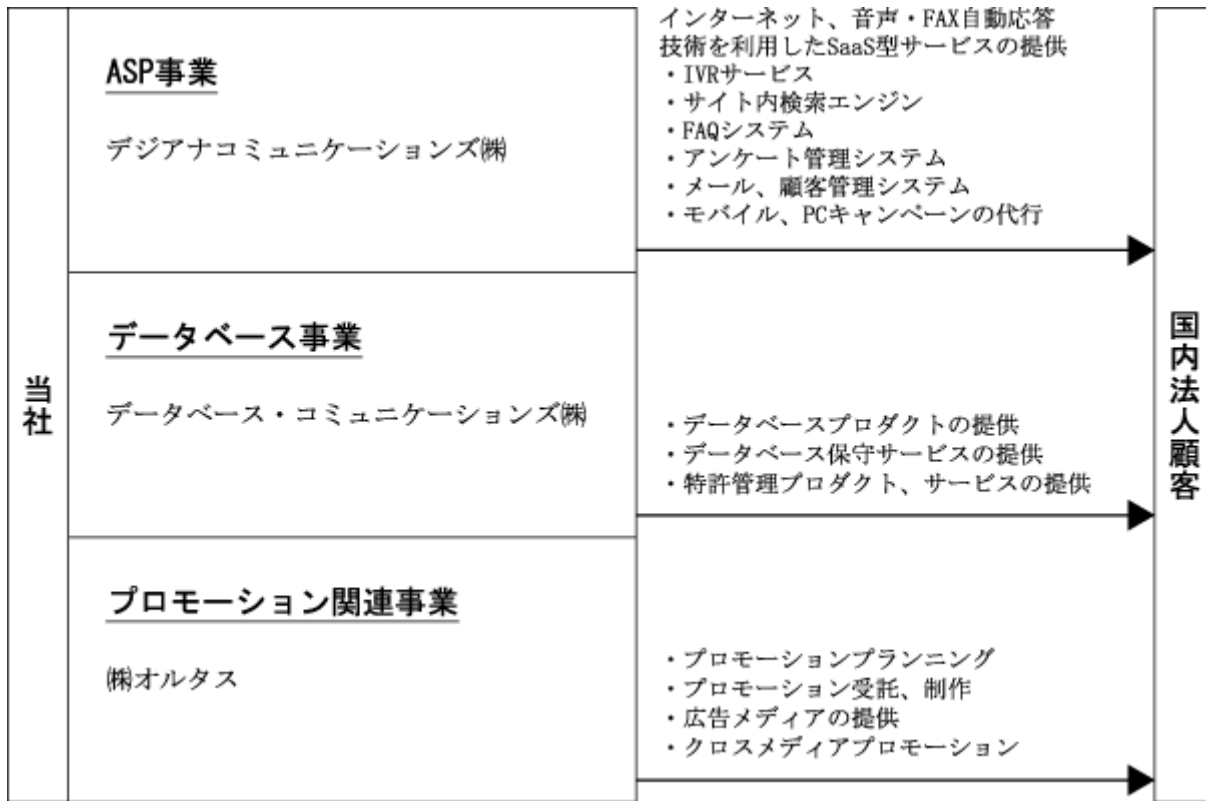 当社
ASP事業
デジアナコミュニケーションズ㈱
インターネット、音声・FAX自動応答
技術を利用したSaaS型サービスの提供
・IVRサービス
・サイト内検索エンジン
・FAQシステム
・アンケート管理システム
・メール、顧客管理システム
・モバイル、PCキャンペーンの代行
データベース事業
データベース・コミュニケーションズ㈱
・データベースプロダクトの提供
・データベース保守サービスの提供
・特許管理プロダクト、サービスの提供
プロモーション関連事業
㈱オルタス
・プロモーションプランニング
・プロモーション受託、制作
・広告メディアの提供
・クロスメディアプロモーション
国内法人顧客